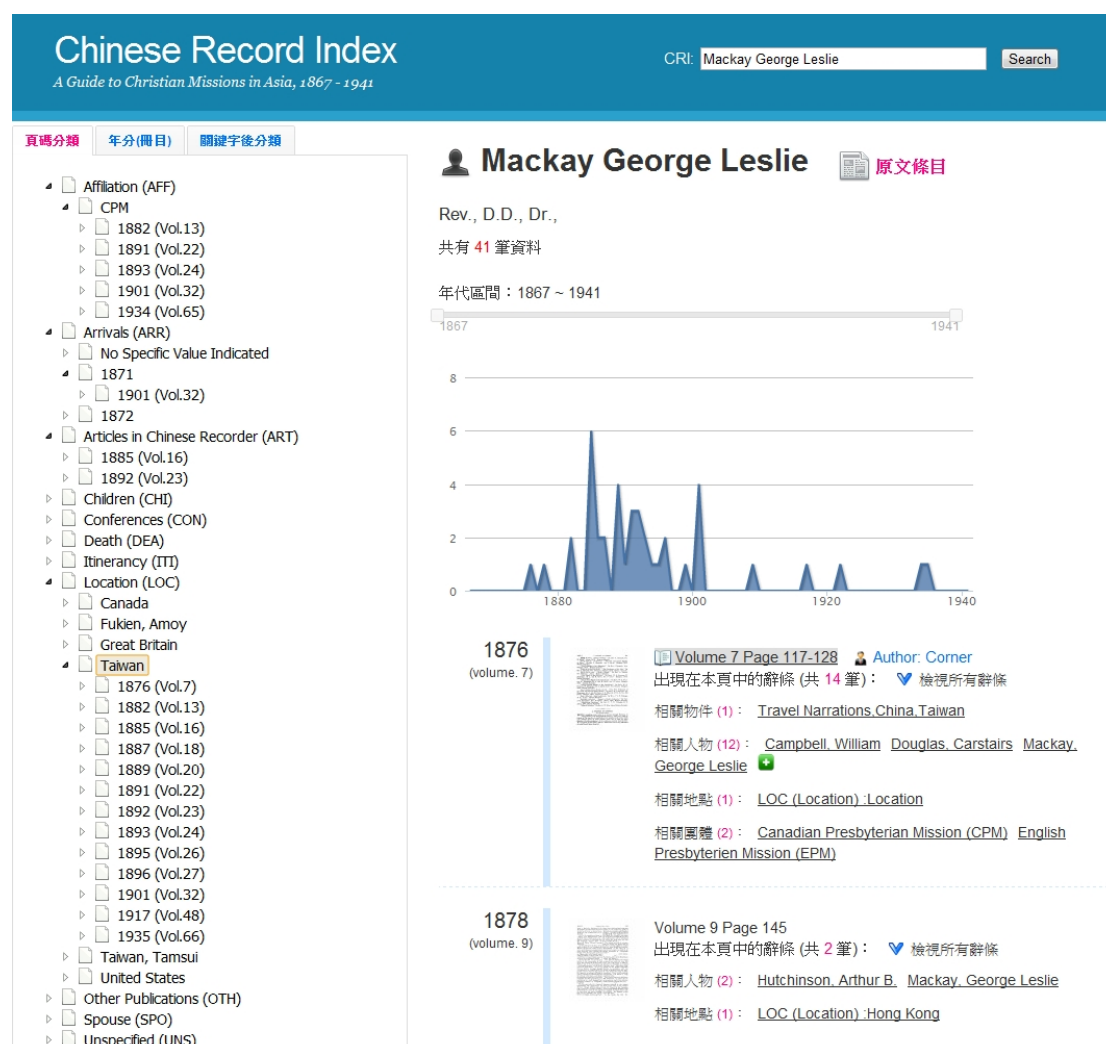 Chinese Record Index
A Guide to Christian Missions in Asia, 1867 - 1941
CRI: Mackay George Leslie Search
頁碼分類 年分(冊目) 關鍵字後分類
Affiliation (AFF)
CPM
1882 (Vol.13)
1891 (Vol.22)
1893 (Vol.24)
1901 (Vol.32)
1934 (Vol.65)
Arrivals (ARR)
No Specific Value Indicated
1871
1901 (Vol.32)
1872
Articles in Chinese Recorder (ART)
1885 (Vol.16)
1892 (Vol.23)
Children (CHI)
Conferences (CON)
Death (DEA)
Itinerancy (ITI)
Location (LOC)
Canada
Fukien, Amoy
Great Britain
Taiwan
1876 (Vol.7)
1882 (Vol.13)
1885 (Vol.16)
1887 (Vol.18)
1889 (Vol.20)
1891 (Vol.22)
1892 (Vol.23)
1893 (Vol.24)
1895 (Vol.26)
1896 (Vol.27)
1901 (Vol.32)
1917 (Vol.48)
1935 (Vol.66)
Taiwan, Tamsui
United States
Other Publications (OTH)
Spouse (SPO)
Unspecified (UNS)
Mackay George Leslie 原文條目
Rev., D.D., Dr.,
共有 41 筆資料
年代區間：1867 ~ 1941
1867 1941
8
6
4
2
0
1880 1900 1920 1940
1876
(volume. 7)
Volume 7 Page 117-128 Author: Corner
出現在本頁中的辭條 (共 14 筆)： 檢視所有辭條
相關物件 (1)： Travel Narrations,China,Taiwan
相關人物 (12)： Campbell, William Douglas, Carstairs Mackay,
George Leslie
相關地點 (1)： LOC (Location) :Location
相關團體 (2)： Canadian Presbyterian Mission (CPM) English
Presbyterien Mission (EPM)
1878
(volume. 9)
Volume 9 Page 145
出現在本頁中的辭條 (共 2 筆)： 檢視所有辭條
相關人物 (2)： Hutchinson, Arthur B. Mackay, George Leslie
相關地點 (1)： LOC (Location) :Hong Kong